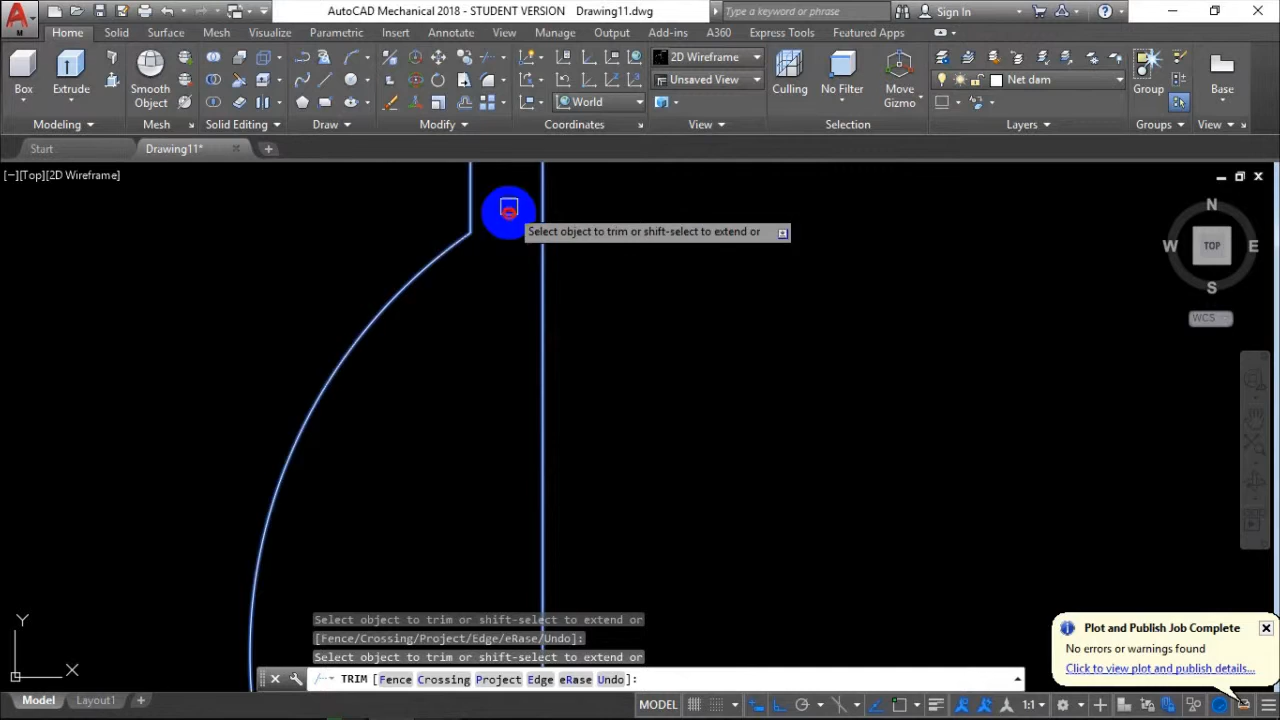 AutoCAD Mechanical 2018 - STUDENT VERSION Drawing11.dwg
Type a keyword or phrase
Sign In
M
Home Solid Surface Mesh Visualize Parametric Insert Annotate View Manage Output Add-ins A360 Express Tools Featured Apps
Box Extrude Smooth Object
World
2D Wireframe
Unsaved View
Culling No Filter Move Gizmo
Net dam
Group Base
Modeling Mesh Solid Editing Draw Modify Coordinates View Selection Layers Groups View
Start Drawing11*
[−][Top][2D Wireframe]
N
W TOP E
S
WCS
Select object to trim or shift-select to extend or
Select object to trim or shift-select to extend or
[Fence/Crossing/Project/Edge/eRase/Undo]:
Select object to trim or shift-select to extend or
TRIM [Fence Crossing Project Edge eRase Undo]:
Y
X
Plot and Publish Job Complete
No errors or warnings found
Click to view plot and publish details...
Model Layout1
MODEL 1:1